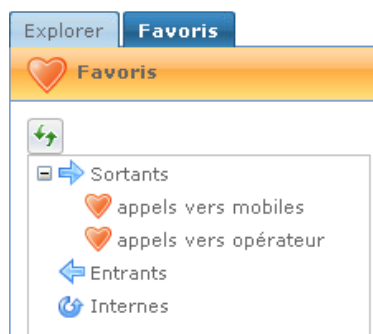 Explorer Favoris
Favoris
Sortants
appels vers mobiles
appels vers opérateur
Entrants
Internes